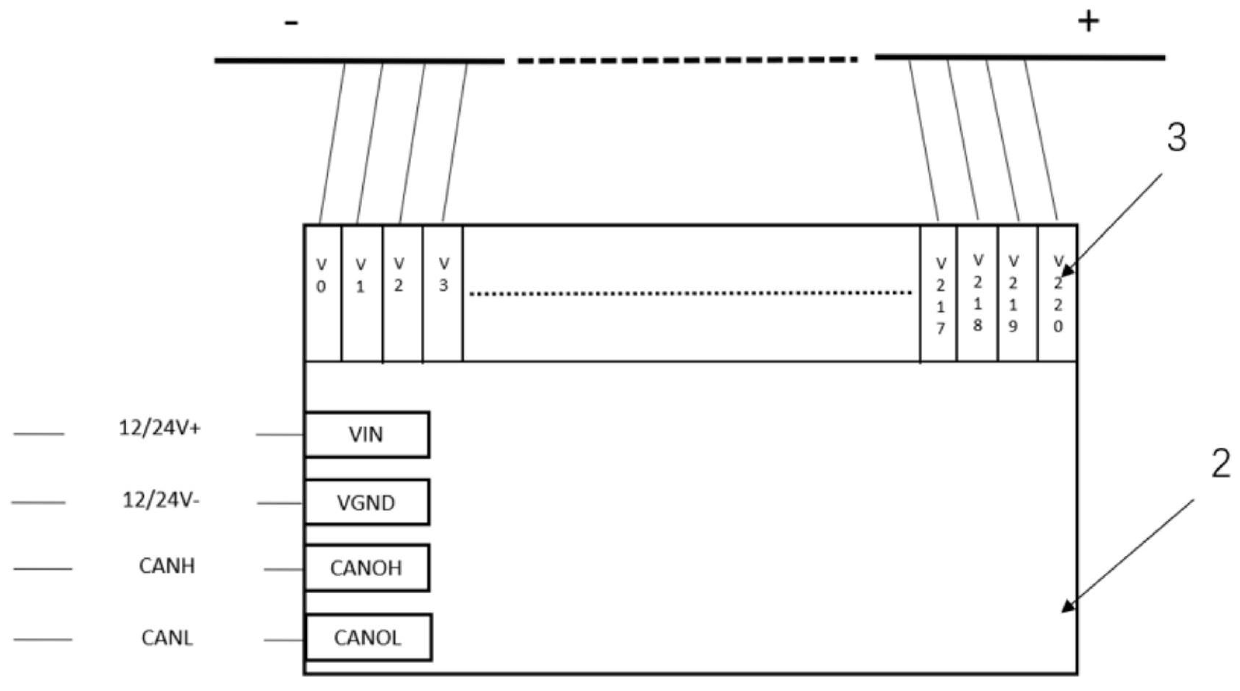 - +
3
V0 V1 V2 V3 V217 V218 V219 V220
12/24V+ VIN
2
12/24V- VGND
CANH CANOH
CANL CANOL